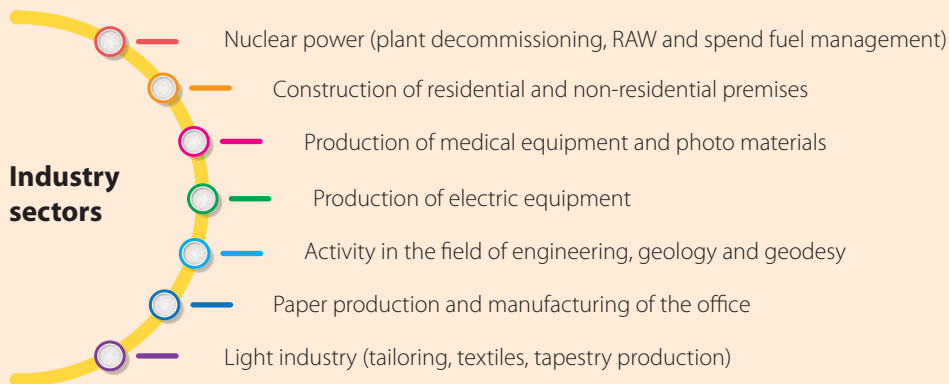 Industry
sectors
Nuclear power (plant decommissioning, RAW and spend fuel management)
Construction of residential and non-residential premises
Production of medical equipment and photo materials
Production of electric equipment
Activity in the field of engineering, geology and geodesy
Paper production and manufacturing of the office
Light industry (tailoring, textiles, tapestry production)